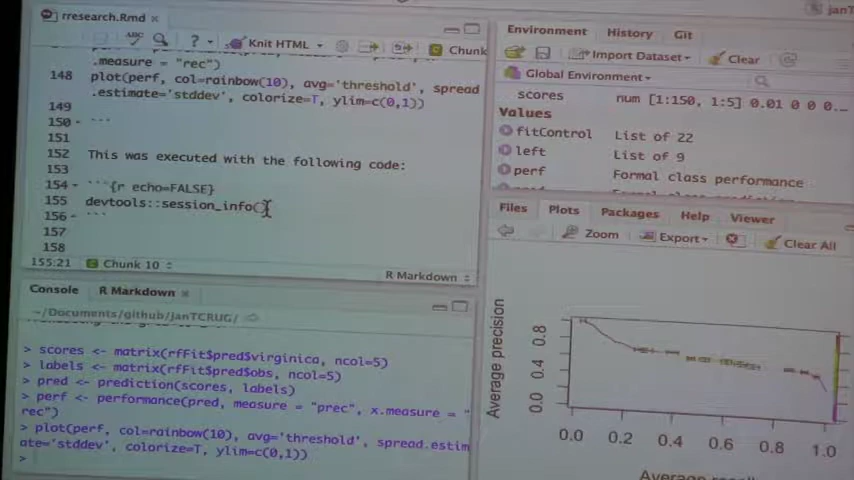 janT
rresearch.Rmd
ABC
? Knit HTML Chunk
.measure = "rec")
148 plot(perf, col=rainbow(10), avg='threshold', spread
.estimate='stddev', colorize=T, ylim=c(0,1))
149
150 ```
151
152 This was executed with the following code:
153
154 ```{r echo=FALSE}
155 devtools::session_info()
156 ```
157
158
155:21 Chunk 10 R Markdown
Console R Markdown
~/Documents/github/janTCRUG/
> scores <- matrix(rfFit$pred$virginica, ncol=5)
> labels <- matrix(rfFit$pred$obs, ncol=5)
> pred <- prediction(scores, labels)
> perf <- performance(pred, measure = "prec", x.measure = "
rec")
> plot(perf, col=rainbow(10), avg='threshold', spread.estim
ate='stddev', colorize=T, ylim=c(0,1))
>
Environment History Git
Import Dataset Clear
Global Environment
scores num [1:150, 1:5] 0.01 0 0 0...
Values
fitControl List of 22
left List of 9
perf Formal class performance
Files Plots Packages Help Viewer
Zoom Export Clear All
Average precision
0.0 0.4 0.8
0.0 0.2 0.4 0.6 0.8 1.0
Average